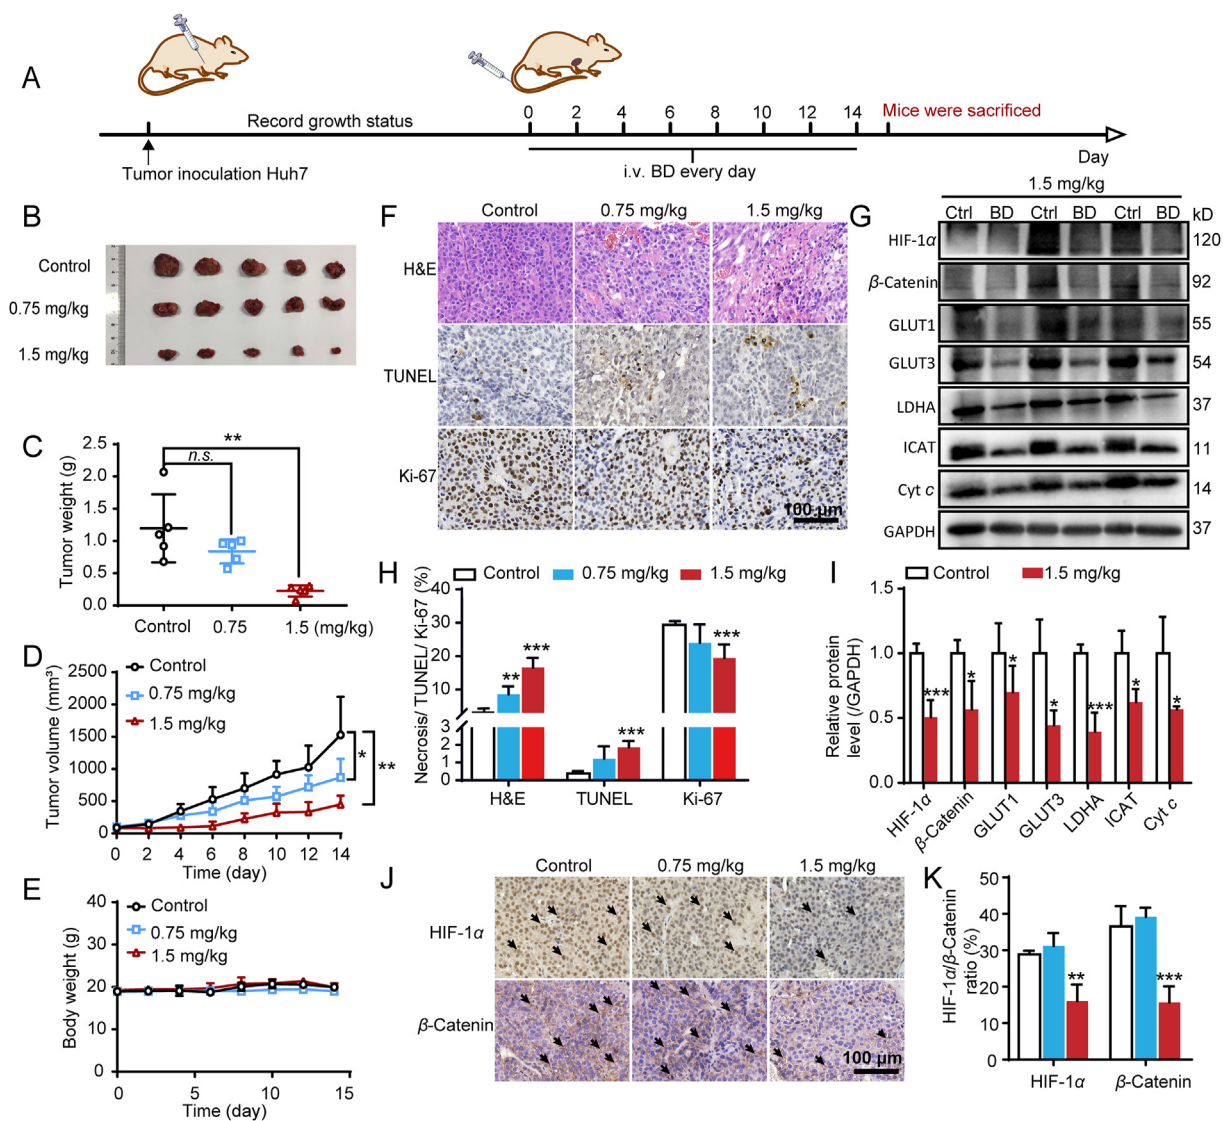 A
Record growth status
0 2 4 6 8 10 12 14
Mice were sacrificed
Tumor inoculation Huh7
i.v. BD every day
Day
B
Control
0.75 mg/kg
1.5 mg/kg
C
Tumor weight (g)
2.5
2.0
1.5
1.0
0.5
0.0
**
n.s.
Control 0.75 1.5 (mg/kg)
D
Tumor volume (mm³)
2500
2000
1500
1000
500
0
Control
0.75 mg/kg
1.5 mg/kg
* **
0 2 4 6 8 10 12 14
Time (day)
E
Body weight (g)
40
30
20
10
0
Control
0.75 mg/kg
1.5 mg/kg
0 5 10 15
Time (day)
F
Control 0.75 mg/kg 1.5 mg/kg
H&E
TUNEL
Ki-67
100 μm
G
1.5 mg/kg
Ctrl BD Ctrl BD Ctrl BD kD
HIF-1α 120
β-Catenin 92
GLUT1 55
GLUT3 54
LDHA 37
ICAT 11
Cyt c 14
GAPDH 37
H
Control 0.75 mg/kg 1.5 mg/kg
Necrosis/ TUNEL/ Ki-67 (%)
40
30
20
10
3
2
1
0
** *** *** ***
H&E TUNEL Ki-67
I
Control 1.5 mg/kg
Relative protein
level (/GAPDH)
1.5
1.0
0.5
0.0
*** * * * *** * *
HIF-1α β-Catenin GLUT1 GLUT3 LDHA ICAT Cyt c
J
Control 0.75 mg/kg 1.5 mg/kg
HIF-1α
β-Catenin
100 μm
K
HIF-1α/β-Catenin
ratio (%)
50
40
30
20
10
0
** ***
HIF-1α β-Catenin